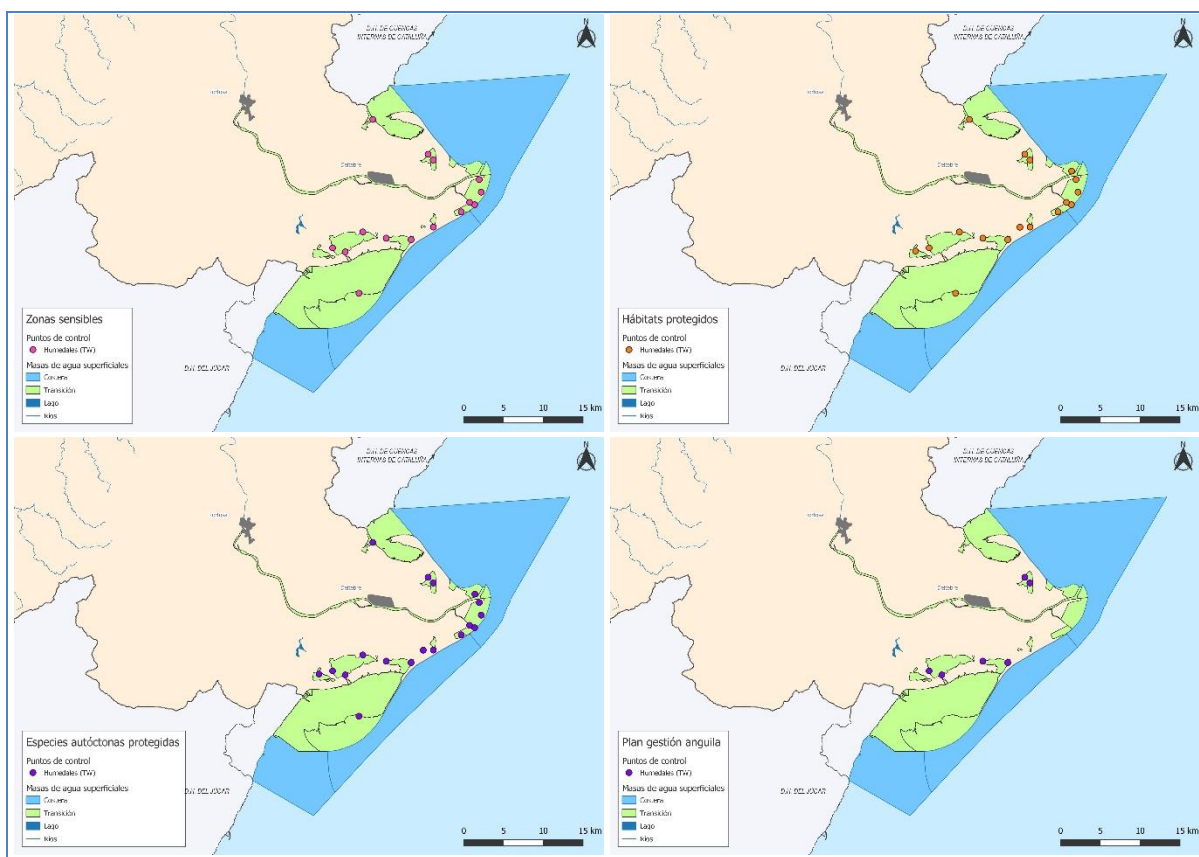 D.H. DE CUENCAS
INTERNAS DE CATALUÑA
N
Deltebre
D.H. DEL JÚCAR
Zonas sensibles
Puntos de control
Humedales (TW)
Masas de agua superficiales
Costera
Transición
Lago
Ríos
0 5 10 15 km
D.H. DE CUENCAS
INTERNAS DE CATALUÑA
N
Deltebre
D.H. DEL JÚCAR
Hábitats protegidos
Puntos de control
Humedales (TW)
Masas de agua superficiales
Costera
Transición
Lago
Ríos
0 5 10 15 km
D.H. DE CUENCAS
INTERNAS DE CATALUÑA
N
Deltebre
D.H. DEL JÚCAR
Especies autóctonas protegidas
Puntos de control
Humedales (TW)
Masas de agua superficiales
Costera
Transición
Lago
Ríos
0 5 10 15 km
D.H. DE CUENCAS
INTERNAS DE CATALUÑA
N
Deltebre
D.H. DEL JÚCAR
Plan gestión anguila
Puntos de control
Humedales (TW)
Masas de agua superficiales
Costera
Transición
Lago
Ríos
0 5 10 15 km